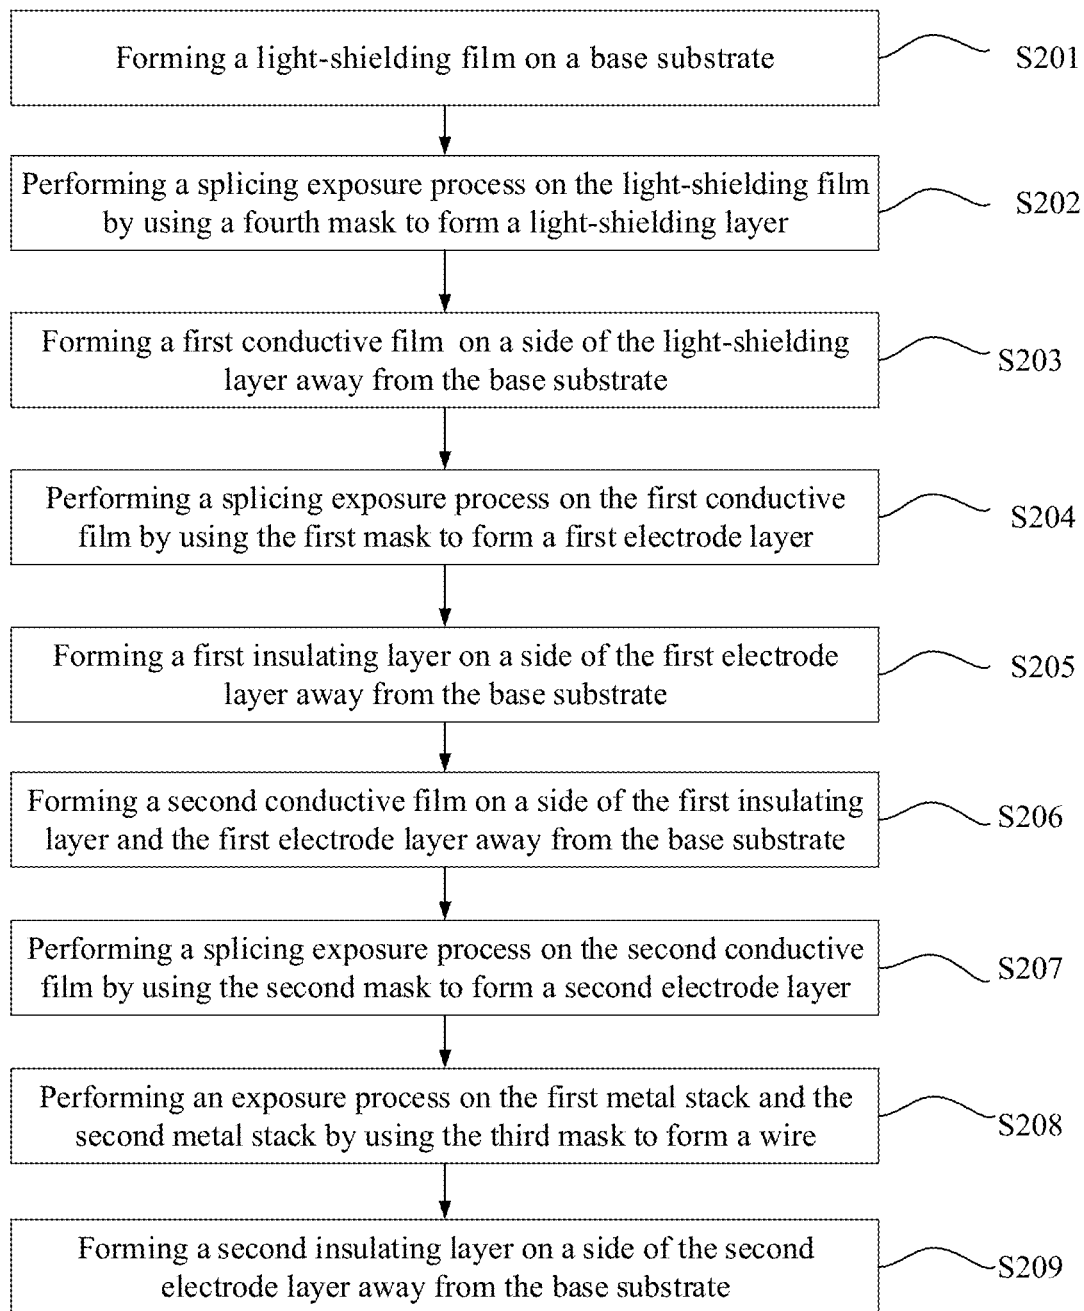 Forming a light-shielding film on a base substrate
S201
Performing a splicing exposure process on the light-shielding film
by using a fourth mask to form a light-shielding layer
S202
Forming a first conductive film on a side of the light-shielding
layer away from the base substrate
S203
Performing a splicing exposure process on the first conductive
film by using the first mask to form a first electrode layer
S204
Forming a first insulating layer on a side of the first electrode
layer away from the base substrate
S205
Forming a second conductive film on a side of the first insulating
layer and the first electrode layer away from the base substrate
S206
Performing a splicing exposure process on the second conductive
film by using the second mask to form a second electrode layer
S207
Performing an exposure process on the first metal stack and the
second metal stack by using the third mask to form a wire
S208
Forming a second insulating layer on a side of the second
electrode layer away from the base substrate
S209